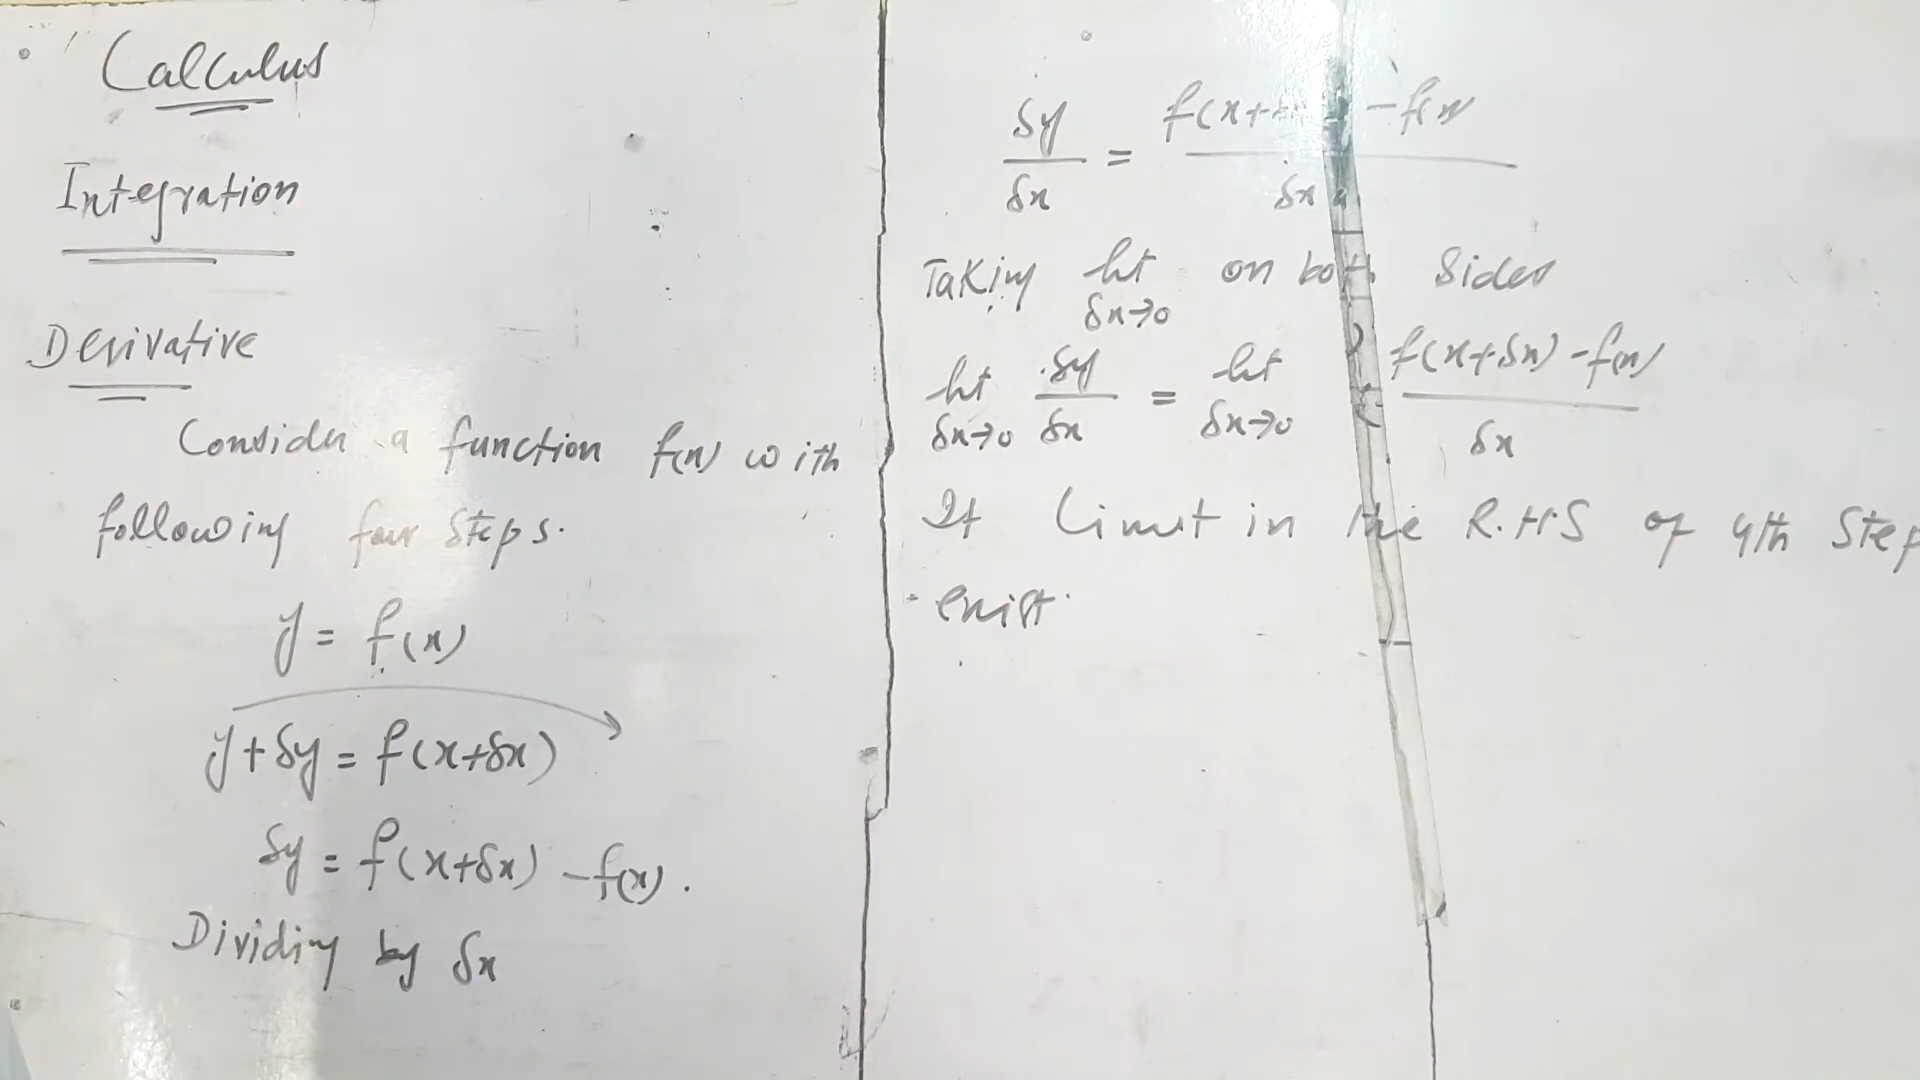 Calculus
Integration
Derivative
Consider a function f(x) with
following four steps.
y = f(x)
y+δy = f(x+δx)
δy = f(x+δx) - f(x).
Dividing by δx
δy/δx = f(x+ - f(x) / δx
Taking lt δx→0 on both sides
lt δx→0 δy/δx = lt δx→0 f(x+δx) - f(x) / δx
If limit in the R.H.S of 4th step
exist.